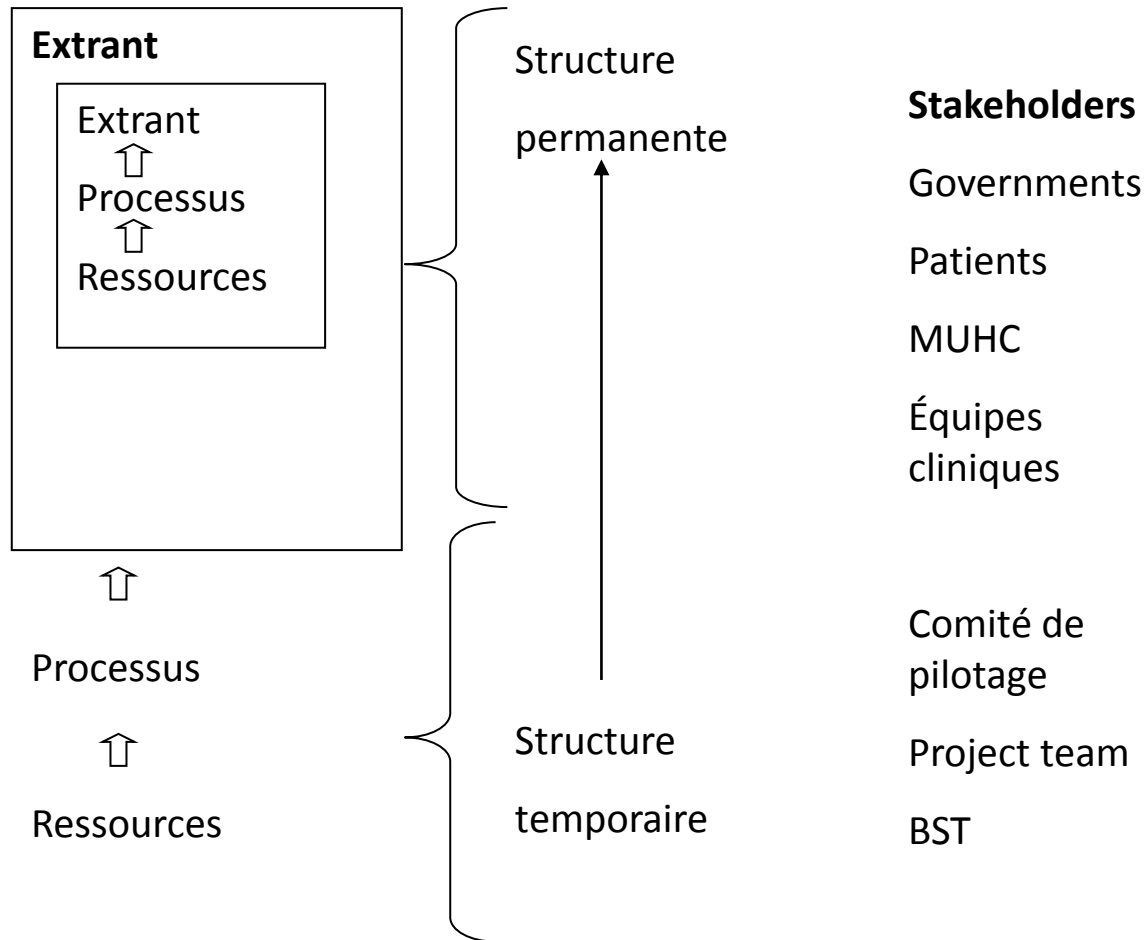 Extrant
Extrant
Processus
Ressources
Processus
Ressources
Structure
permanente
Structure
temporaire
Stakeholders
Governments
Patients
MUHC
Équipes
cliniques
Comité de
pilotage
Project team
BST